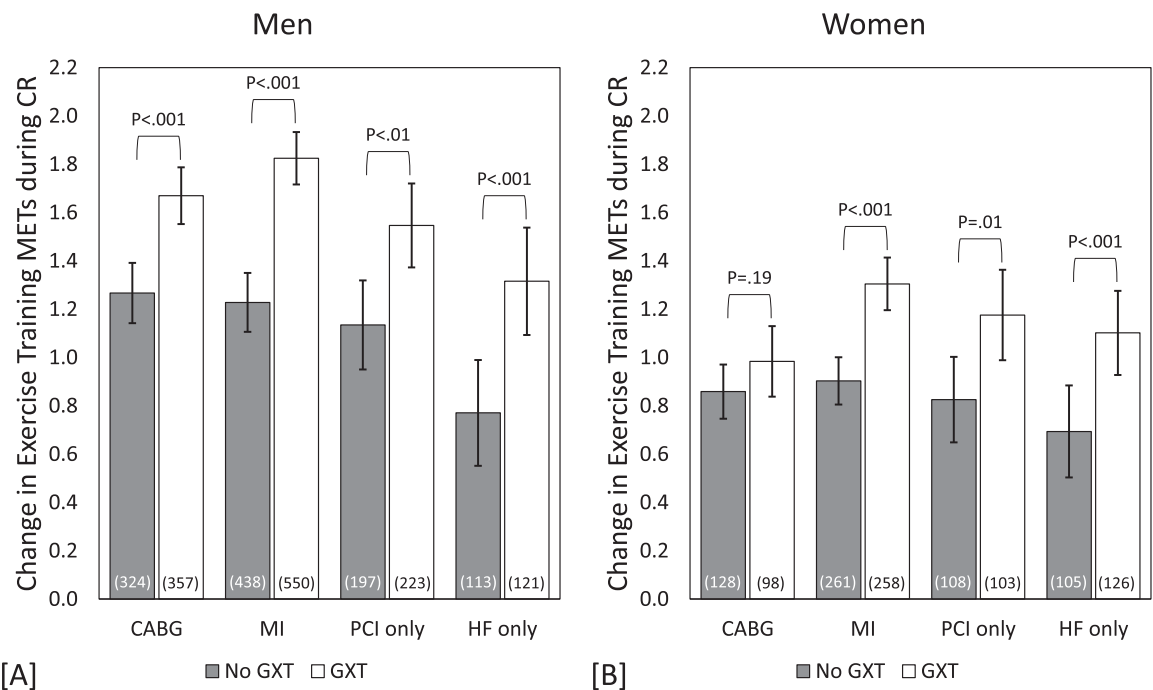 Men
Change in Exercise Training METs during CR
2.2
2.0
1.8
1.6
1.4
1.2
1.0
0.8
0.6
0.4
0.2
0.0
P<.001
P<.001
P<.01
P<.001
(324) (357) (438) (550) (197) (223) (113) (121)
CABG MI PCI only HF only
No GXT GXT
[A]
Women
Change in Exercise Training METs during CR
2.2
2.0
1.8
1.6
1.4
1.2
1.0
0.8
0.6
0.4
0.2
0.0
P=.19
P<.001
P=.01
P<.001
(128) (98) (261) (258) (108) (103) (105) (126)
CABG MI PCI only HF only
No GXT GXT
[B]